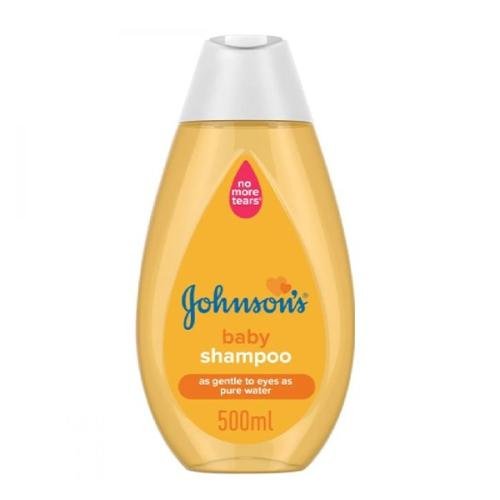 no
more
tears®
Johnson's
baby
shampoo
as gentle to eyes as
pure water
500ml